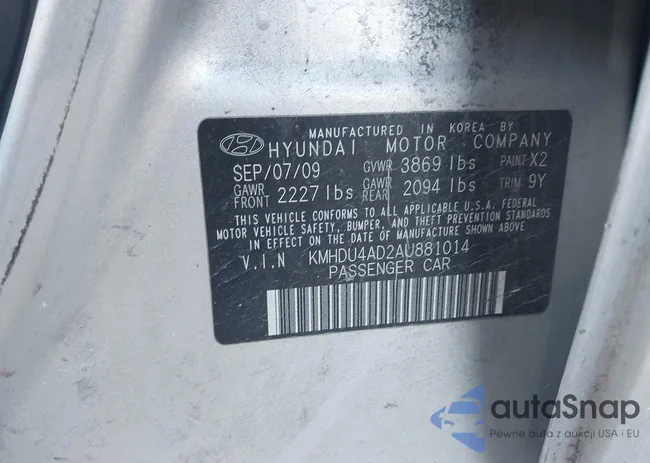 MANUFACTURED IN KOREA BY
HYUNDAI MOTOR COMPANY
SEP/07/09 GVWR 3869 lbs PAINT X2
GAWR FRONT 2227 lbs GAWR REAR 2094 lbs TRIM 9Y
THIS VEHICLE CONFORMS TO ALL APPLICABLE U.S.A. FEDERAL
MOTOR VEHICLE SAFETY, BUMPER, AND THEFT PREVENTION STANDARDS
IN EFFECT ON THE DATE OF MANUFACTURE SHOWN ABOVE.
V.I.N KMHDU4AD2AU881014
PASSENGER CAR
autoSnap
Pewne auta z aukcji USA i EU